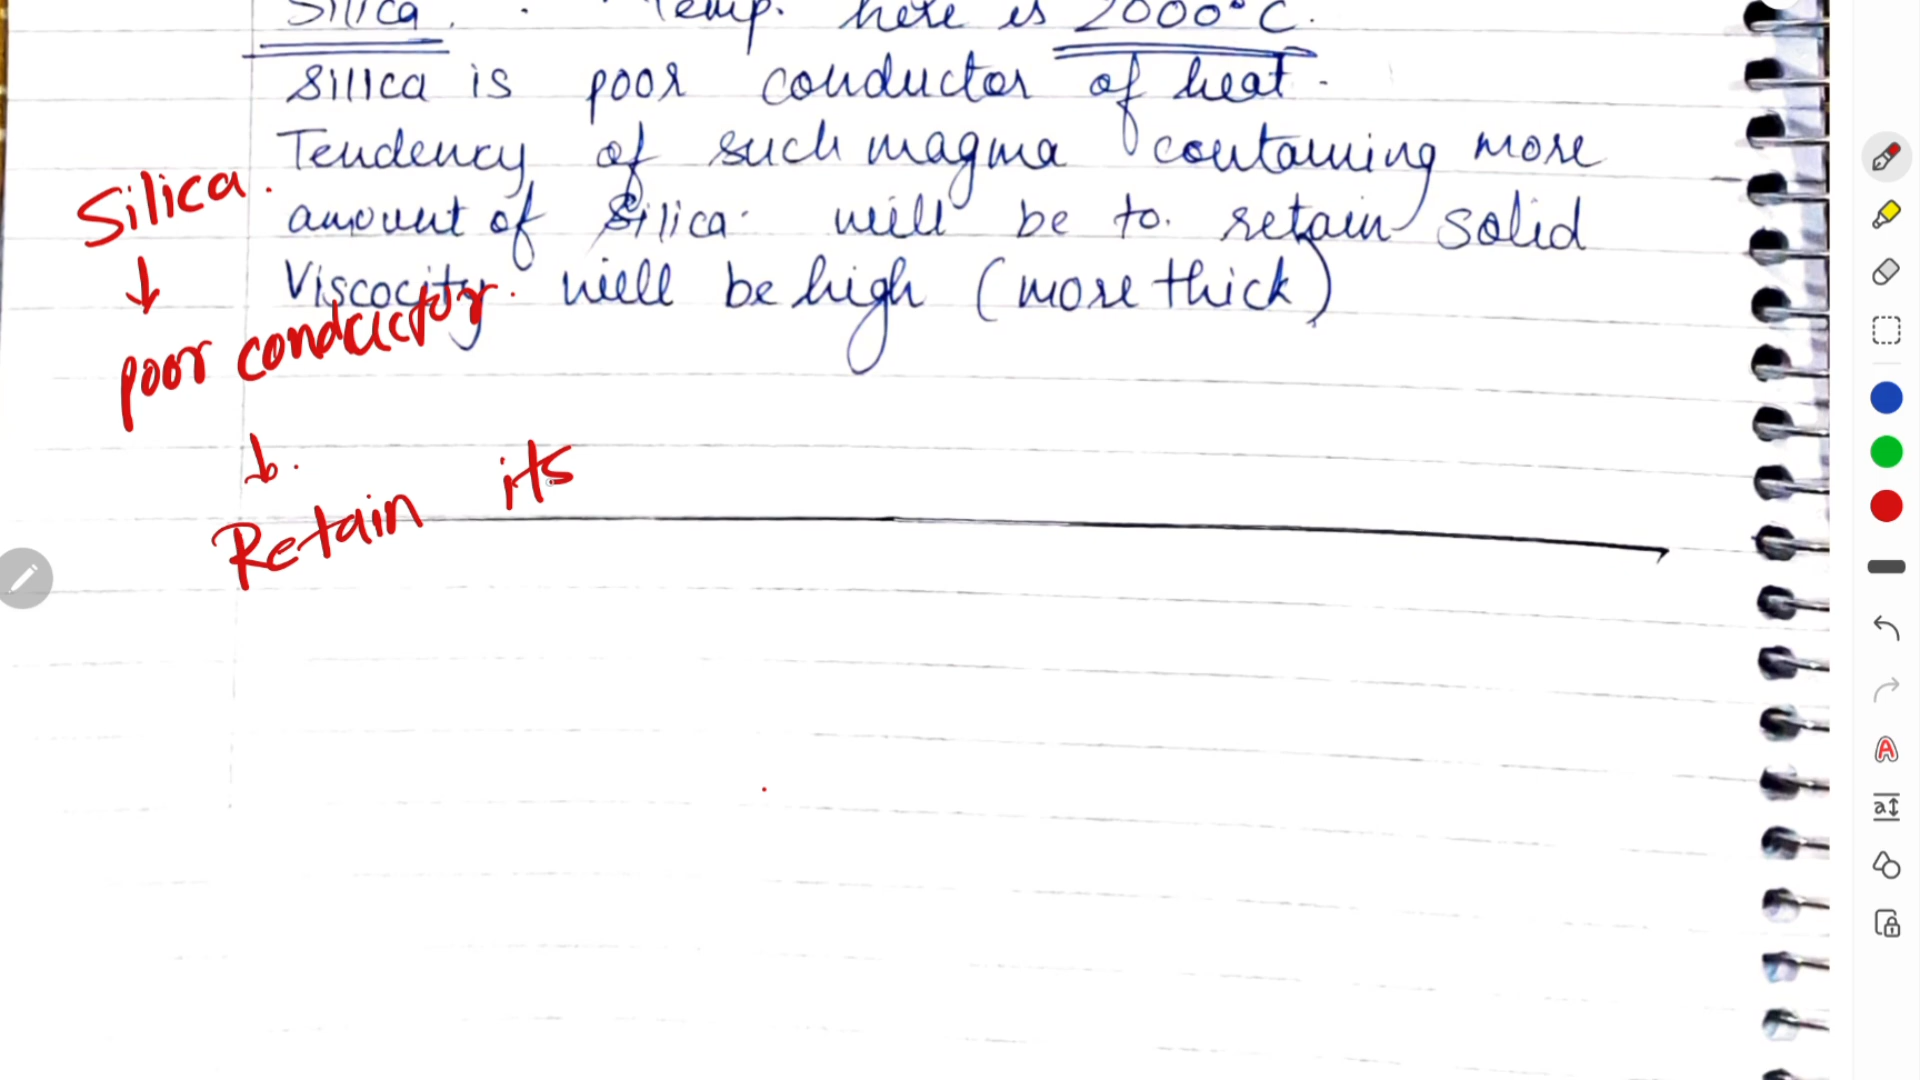 Silica. Temp. here is 2000°C.
Silica is poor conductor of heat.
Tendency of such magma containing more
amount of Silica. will be to. retain solid
Viscocity will be high (more thick)
Silica.
↓
poor conductor.
↓.
Retain its